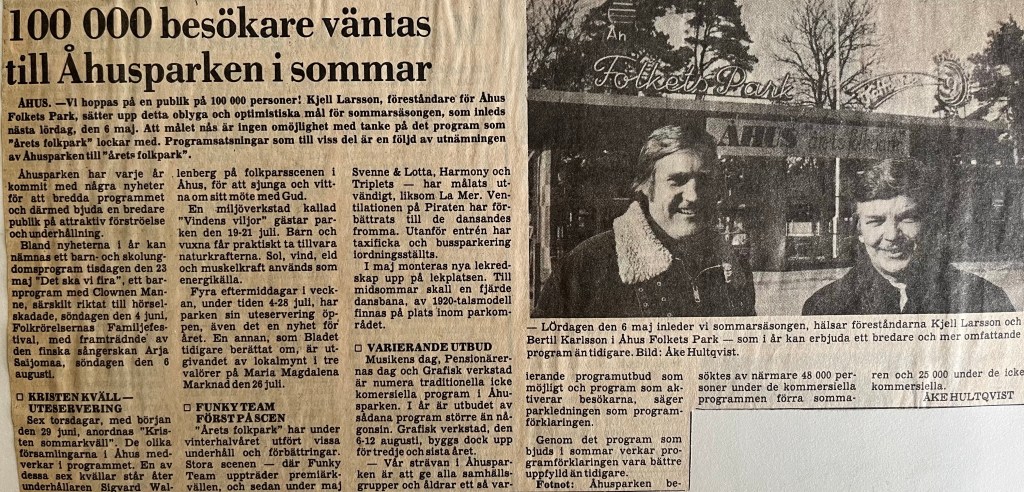 100 000 besökare väntas
till Åhusparken i sommar
ÅHUS. — Vi hoppas på en publik på 100 000 personer! Kjell Larsson, föreståndare för Åhus
Folkets Park, sätter upp detta oblyga och optimistiska mål för sommarsäsongen, som inleds
nästa lördag, den 6 maj. Att målet nås är ingen omöjlighet med tanke på det program som
"årets folkpark" lockar med. Programsatsningar som till viss del är en följd av utnämningen
av Åhusparken till "årets folkpark".
Åhusparken har varje år
kommit med några nyheter
för att bredda programmet
och därmed bjuda en bredare
publik på attraktiv förströelse
och underhållning.
Bland nyheterna i år kan
nämnas ett barn- och skolung-
domsprogram tisdagen den 23
maj "Det ska vi fira", ett barn-
program med Clownen Man-
ne, särskilt riktat till hörsel-
skadade, söndagen den 4 juni,
Folkrörelsernas Familjefes-
tival, med framträdnde av
den finska sångerskan Arja
Saijomaa, söndagen den 6
augusti.
□ KRISTEN KVÄLL —
UTESERVERING
Sex torsdagar, med början
den 29 juni, anordnas "Kris-
ten sommarkväll". De olika
församlingarna i Åhus med-
verkar i programmet. En av
dessa sex kvällar står åter
underhållaren Sigvard Wal-
lenberg på folkparsscenen i
Åhus, för att sjunga och vitt-
na om sitt möte med Gud.
En miljöverkstad kallad
"Vindens viljor" gästar par-
ken den 19-21 juli. Barn och
vuxna får praktiskt ta tillvara
naturkrafterna. Sol, vind, eld
och muskelkraft används som
energikälla.
Fyra eftermiddagar i vec-
kan, under tiden 4-28 juli, har
parken sin uteservering öp-
pen, även det en nyhet för
året. En annan, som Bladet
tidigare berättat om, är ut-
givandet av lokalmynt i tre
valörer på Maria Magdalena
Marknad den 26 juli.
□ FUNKY TEAM
FÖRST PÅ SCEN
"Årets folkpark" har under
vinterhalvåret utfört vissa
underhåll och förbättringar.
Stora scenen — där Funky
Team uppträder premiärk
vällen, och sedan under maj
Svenne & Lotta, Harmony och
Triplets — har målats ut-
vändigt, liksom La Mer. Ven-
tilationen på Piraten har för-
bättrats till de dansandes
fromma. Utanför entrén har
taxificka och bussparkering
iordningsställts.
I maj monteras nya lekred-
skap upp på lekplatsen. Till
midsommar skall en fjärde
dansbana, av 1920-talsmodell
finnas på plats inom parkom-
rådet.
□ VARIERANDE UTBUD
Musikens dag, Pensionärer-
nas dag och Grafisk verkstad
är numera traditionella icke
komersiella program i Åhu-
sparken. I År är utbudet av
sådana program större än nå-
gonsin. Grafisk verkstad, den
6-12 augusti, byggs dock upp
för tredje och sista året.
— Vår strävan i Åhuspark-
en är att ge alla samhälls-
grupper och åldrar ett så var-
Åh
Folkets Park
ÅHUS
— LÖrdagen den 6 maj inleder vi sommarsäsongen, hälsar föreståndarna Kjell Larsson och
Bertil Karlsson i Åhus Folkets Park — som i år kan erbjuda ett bredare och mer omfattande
program än tidigare. Bild: Åke Hultqvist.
ierande programutbud som
möjligt och program som ak-
tiverar besökarna, säger
parkledningen som program-
förklaringen.
Genom det program som
bjuds i sommar verkar pro-
gramförklaringen vara bättre
uppfylld än tidigare.
Fotnot: Åhusparken be-
söktes av närmare 48 000 per-
soner under de kommersiella
programmen förra somma-
ren och 25 000 under de icke
kommersiella.
ÅKE HULTQVIST